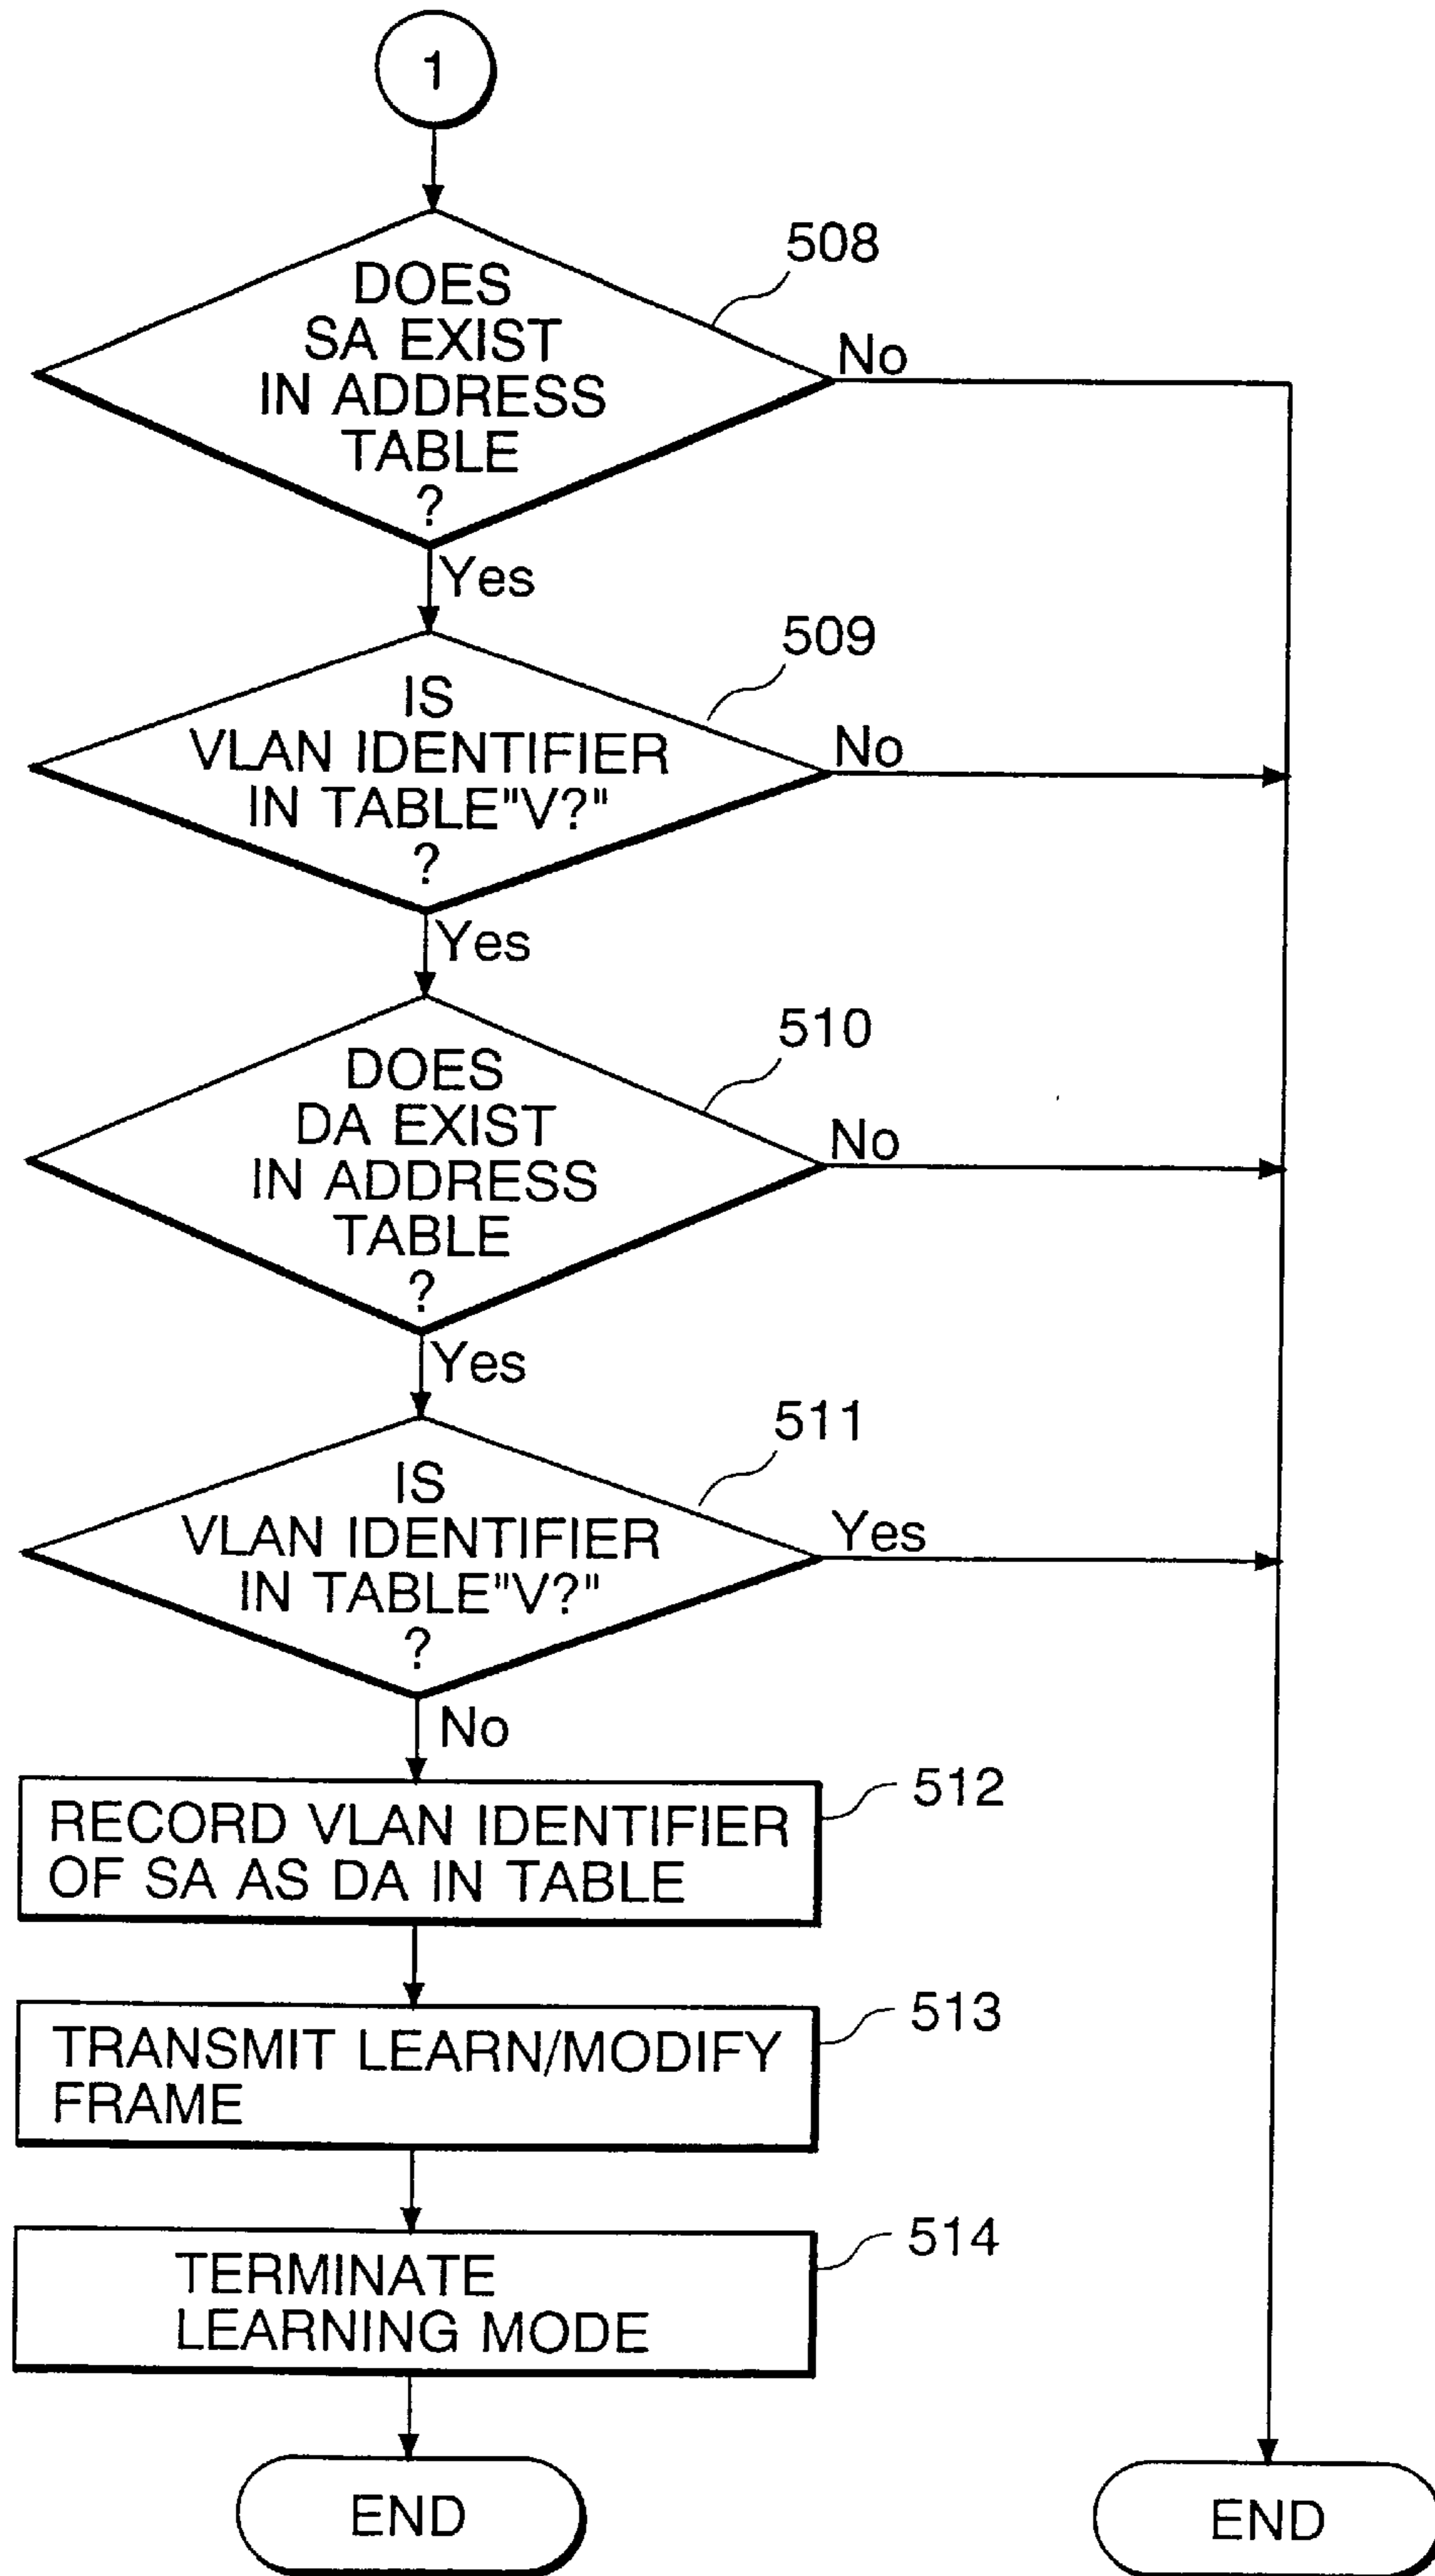 1
508
DOES
SA EXIST
IN ADDRESS
TABLE
?
No
Yes
509
IS
VLAN IDENTIFIER
IN TABLE"V?"
?
No
Yes
510
DOES
DA EXIST
IN ADDRESS
TABLE
?
No
Yes
511
IS
VLAN IDENTIFIER
IN TABLE"V?"
?
Yes
No
512
RECORD VLAN IDENTIFIER
OF SA AS DA IN TABLE
513
TRANSMIT LEARN/MODIFY
FRAME
514
TERMINATE
LEARNING MODE
END
END